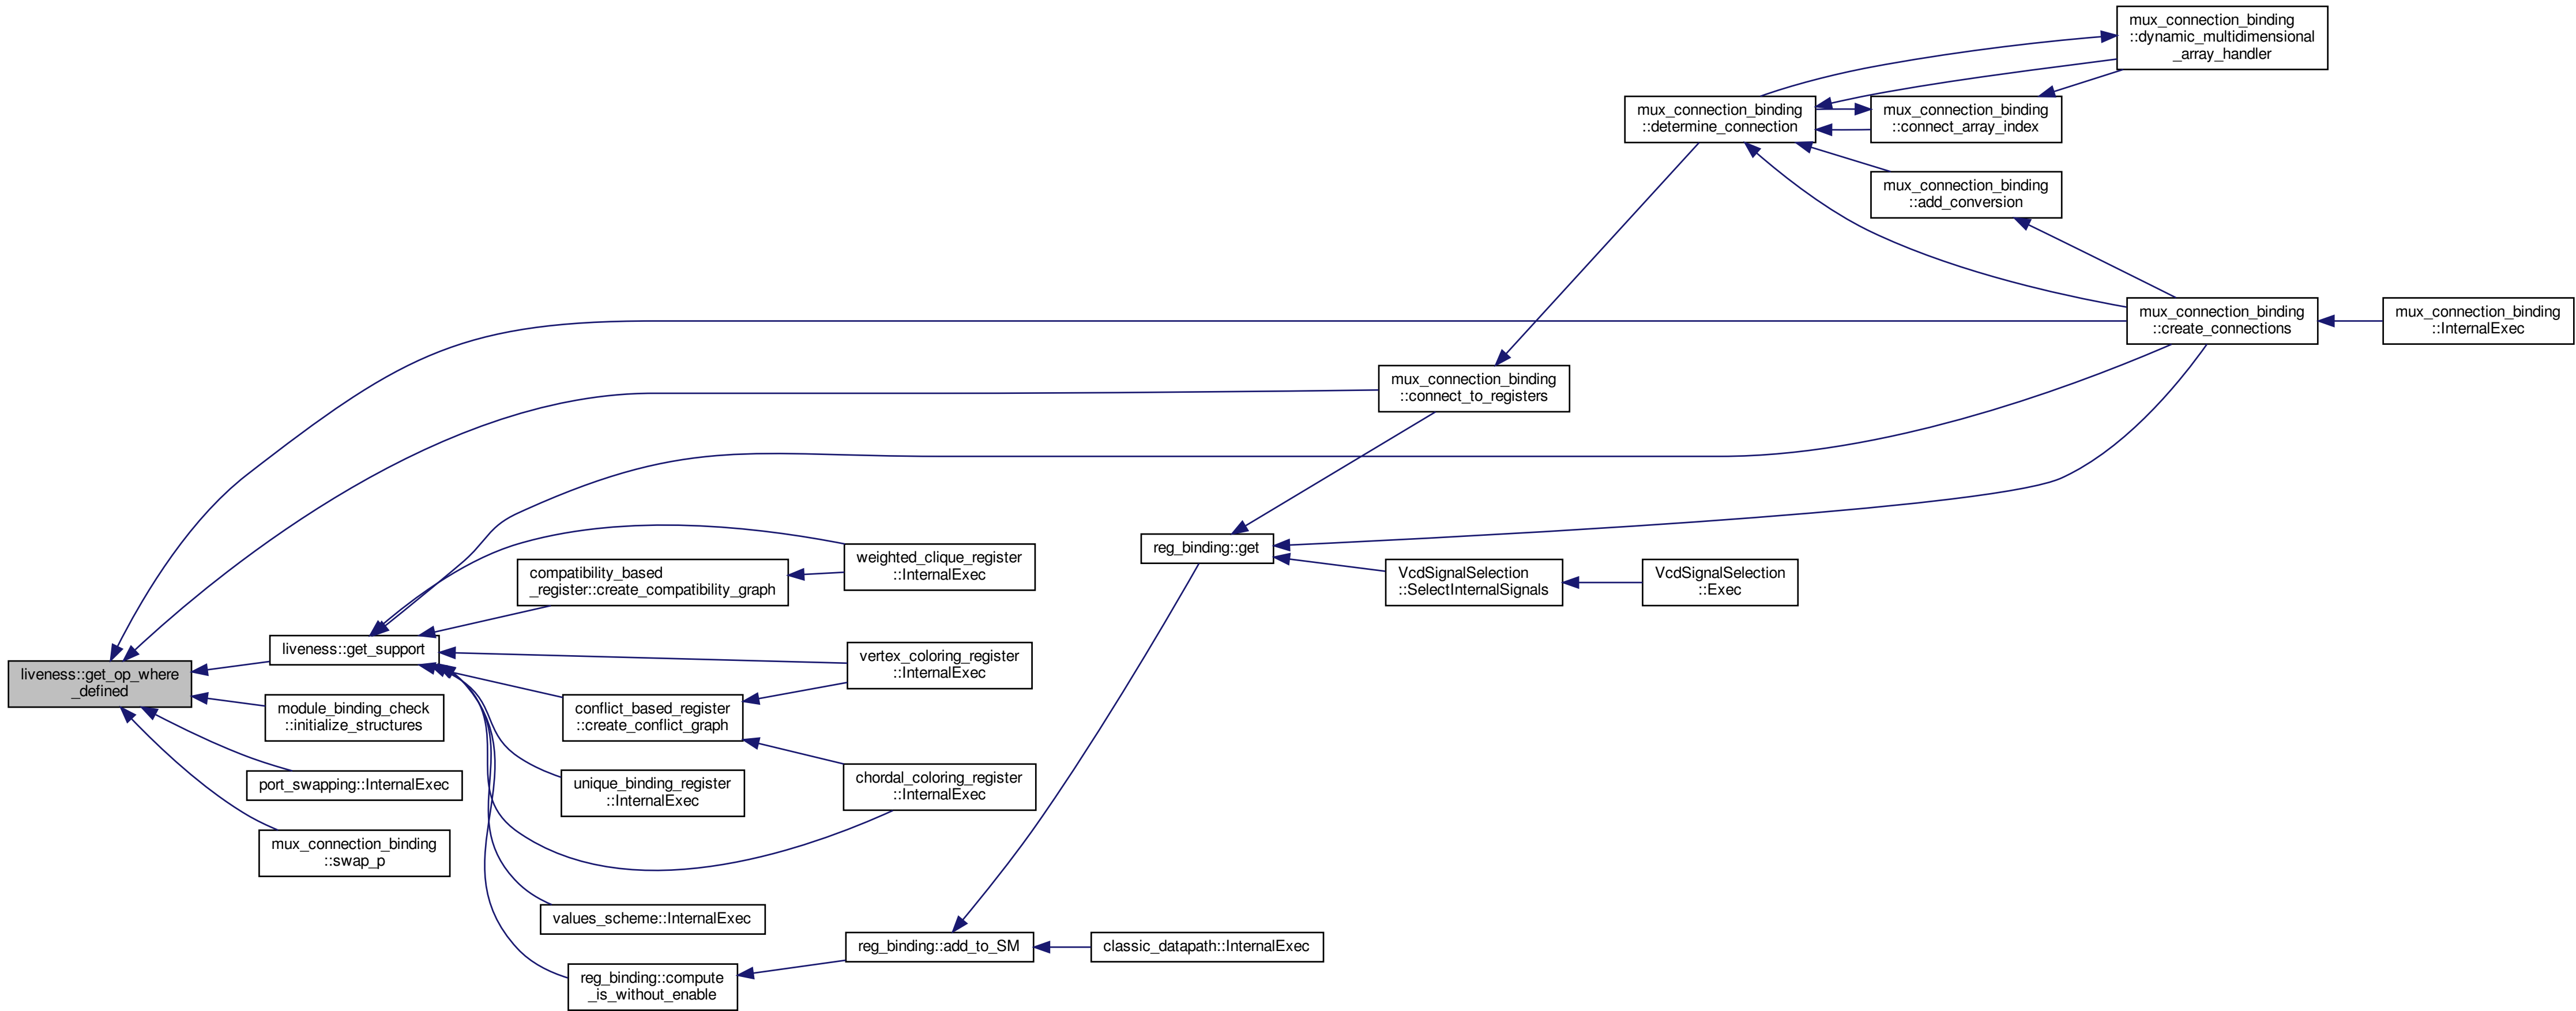 mux_connection_binding
::dynamic_multidimensional
_array_handler
mux_connection_binding
::determine_connection
mux_connection_binding
::connect_array_index
mux_connection_binding
::add_conversion
mux_connection_binding
::create_connections
mux_connection_binding
::InternalExec
mux_connection_binding
::connect_to_registers
reg_binding::get
weighted_clique_register
::InternalExec
compatibility_based
_register::create_compatibility_graph
VcdSignalSelection
::SelectInternalSignals
VcdSignalSelection
::Exec
liveness::get_support
vertex_coloring_register
::InternalExec
liveness::get_op_where
_defined
module_binding_check
::initialize_structures
conflict_based_register
::create_conflict_graph
port_swapping::InternalExec
unique_binding_register
::InternalExec
chordal_coloring_register
::InternalExec
mux_connection_binding
::swap_p
values_scheme::InternalExec
reg_binding::add_to_SM
classic_datapath::InternalExec
reg_binding::compute
_is_without_enable